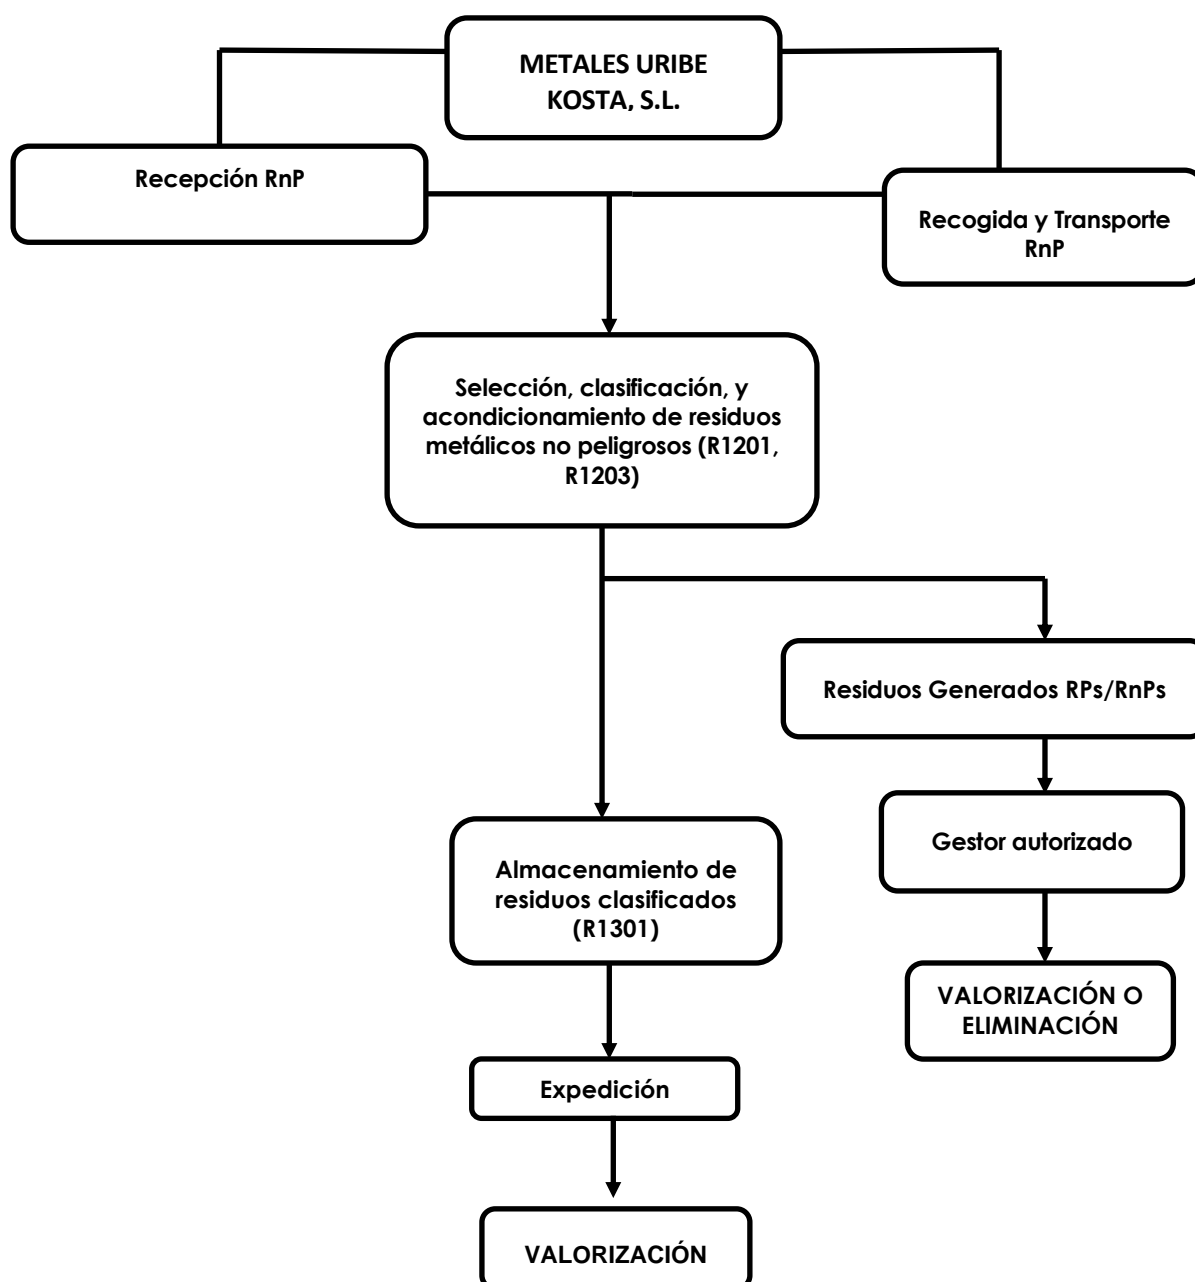 METALES URIBE
KOSTA, S.L.
Recepción RnP
Recogida y Transporte
RnP
Selección, clasificación, y
acondicionamiento de residuos
metálicos no peligrosos (R1201,
R1203)
Residuos Generados RPs/RnPs
Gestor autorizado
Almacenamiento de
residuos clasificados
(R1301)
VALORIZACIÓN O
ELIMINACIÓN
Expedición
VALORIZACIÓN